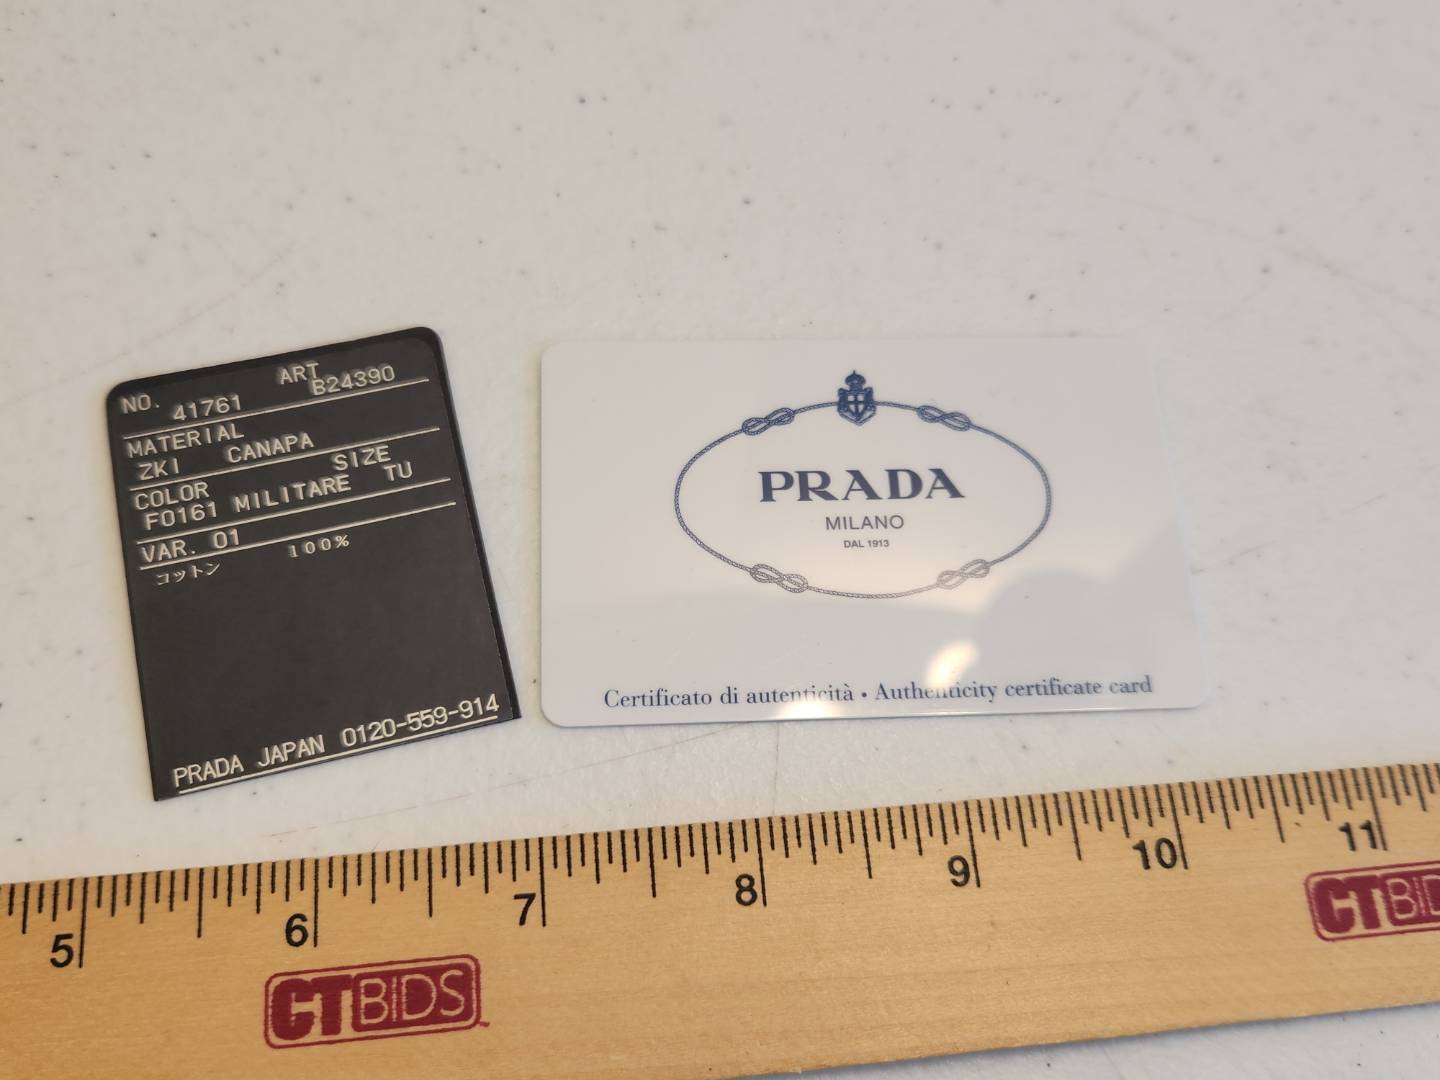 ART
NO. 41761 B24390
MATERIAL
ZKI CANAPA
SIZE
COLOR TU
F0161 MILITARE
VAR. 01
コットン 100%
PRADA JAPAN 0120-559-914
PRADA
MILANO
DAL 1913
Certificato di autenticità • Authenticity certificate card
5 6 7 8 9 10 11
CTBIDS
CTBID